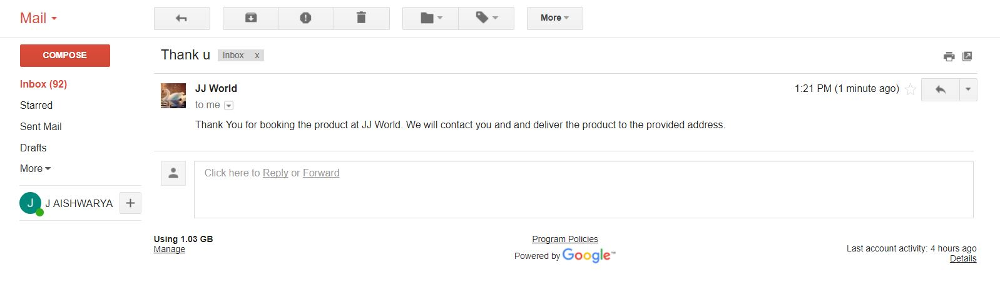 Mail
More
COMPOSE
Thank u Inbox x
Inbox (92)
Starred
Sent Mail
Drafts
More
J J AISHWARYA +
JJ World 1:21 PM (1 minute ago)
to me
Thank You for booking the product at JJ World. We will contact you and and deliver the product to the provided address.
Click here to Reply or Forward
Using 1.03 GB
Manage
Program Policies
Powered by Google™
Last account activity: 4 hours ago
Details